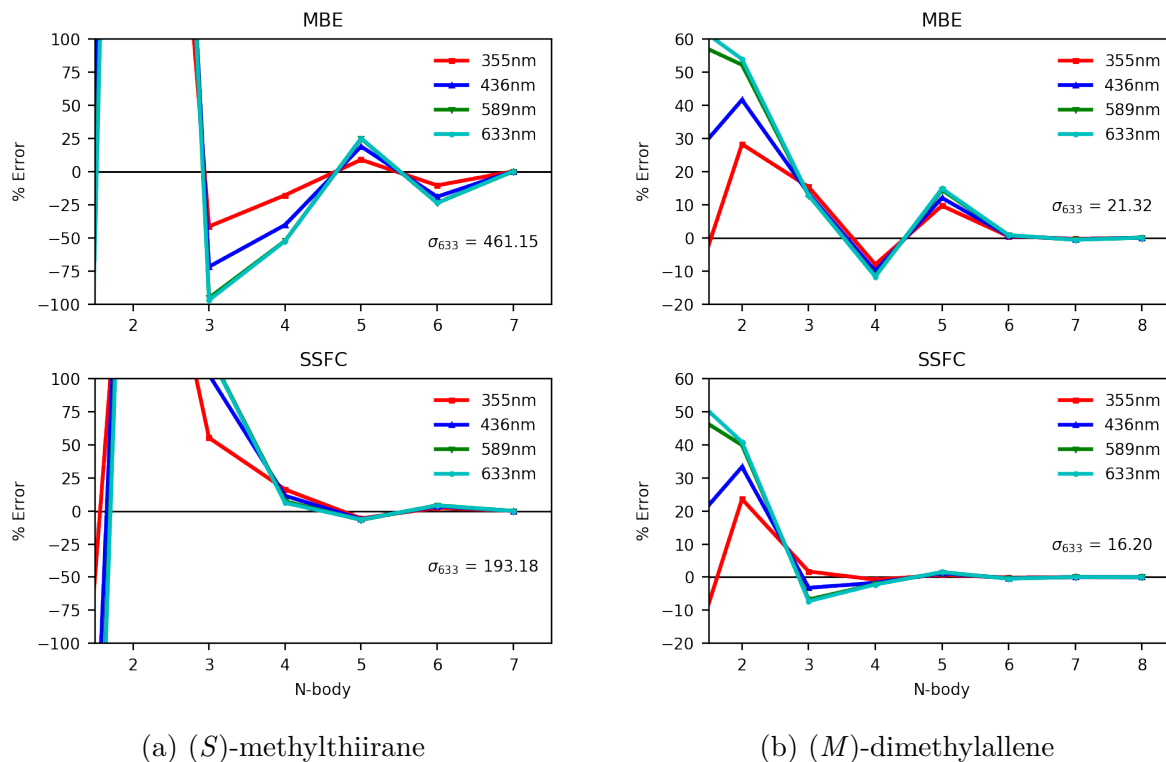 MBE
100
75
50
25
0
−25
−50
−75
−100
% Error
355nm
436nm
589nm
633nm
σ633 = 461.15
2 3 4 5 6 7
MBE
60
50
40
30
20
10
0
−10
−20
% Error
355nm
436nm
589nm
633nm
σ633 = 21.32
2 3 4 5 6 7 8
SSFC
100
75
50
25
0
−25
−50
−75
−100
% Error
355nm
436nm
589nm
633nm
σ633 = 193.18
2 3 4 5 6 7
N-body
SSFC
60
50
40
30
20
10
0
−10
−20
% Error
355nm
436nm
589nm
633nm
σ633 = 16.20
2 3 4 5 6 7 8
N-body
(a) (S)-methylthiirane
(b) (M)-dimethylallene